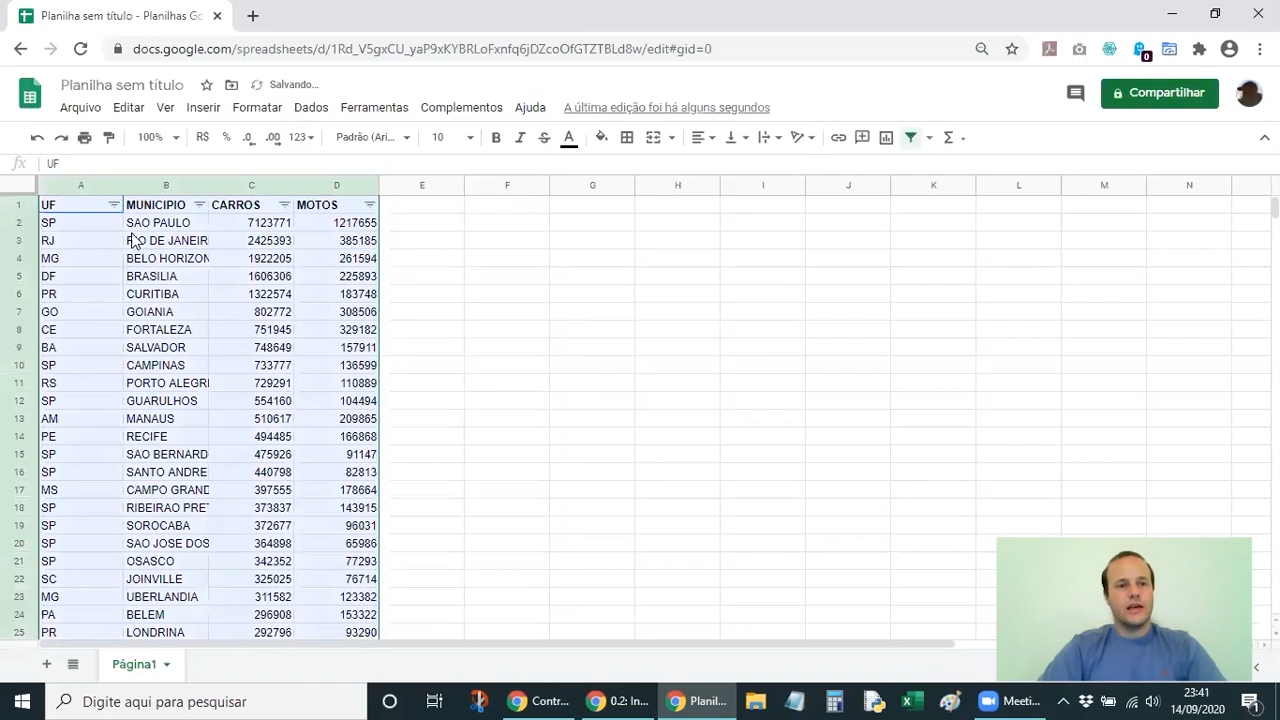 Planilha sem título - Planilhas Go
docs.google.com/spreadsheets/d/1Rd_V5gxCU_yaP9xKYBRLoFxnfq6jDZcoOfGTZTBLd8w/edit#gid=0
0
Planilha sem título
Salvando...
Arquivo Editar Ver Inserir Formatar Dados Ferramentas Complementos Ajuda A última edição foi há alguns segundos
Compartilhar
100% R$ % .0 .00 123 Padrão (Ari... 10 B I S A Σ
fx UF
A B C D E F G H I J K L M N
1 UF MUNICIPIO CARROS MOTOS
2 SP SAO PAULO 7123771 1217655
3 RJ RIO DE JANEIR 2425393 385185
4 MG BELO HORIZON 1922205 261594
5 DF BRASILIA 1606306 225893
6 PR CURITIBA 1322574 183748
7 GO GOIANIA 802772 308506
8 CE FORTALEZA 751945 329182
9 BA SALVADOR 748649 157911
10 SP CAMPINAS 733777 136599
11 RS PORTO ALEGRE 729291 110889
12 SP GUARULHOS 554160 104494
13 AM MANAUS 510617 209865
14 PE RECIFE 494485 166868
15 SP SAO BERNARD 475926 91147
16 SP SANTO ANDRE 440798 82813
17 MS CAMPO GRAND 397555 178664
18 SP RIBEIRAO PRET 373837 143915
19 SP SOROCABA 372677 96031
20 SP SAO JOSE DOS 364898 65986
21 SP OSASCO 342352 77293
22 SC JOINVILLE 325025 76714
23 MG UBERLANDIA 311582 123382
24 PA BELEM 296908 153322
25 PR LONDRINA 292796 93290
Página1
Digite aqui para pesquisar
Contr...
0.2: In...
Planil...
Meeti...
23:41
14/09/2020
1